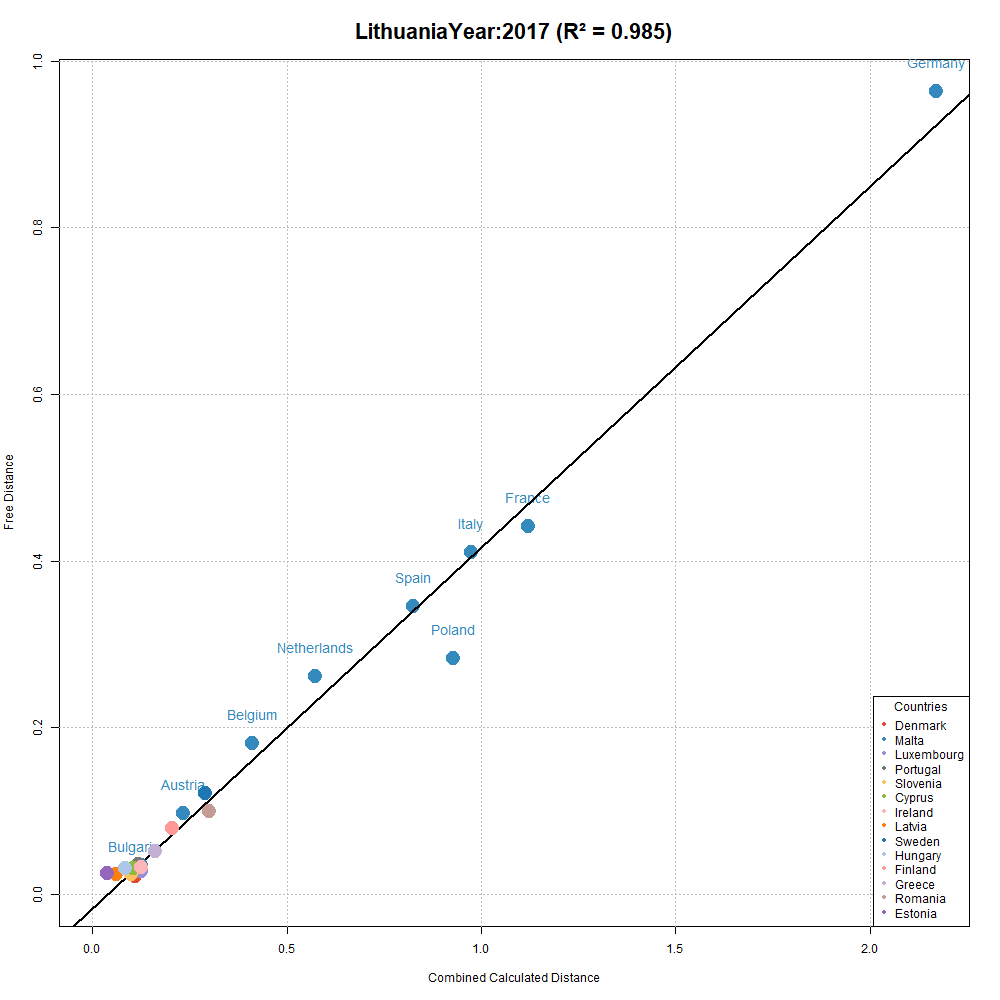 LithuaniaYear:2017 (R² = 0.985)
Germany
France
Italy
Spain
Poland
Netherlands
Belgium
Austria
Bulgari
Free Distance
1.0
0.8
0.6
0.4
0.2
0.0
0.0 0.5 1.0 1.5 2.0
Combined Calculated Distance
Countries
Denmark
Malta
Luxembourg
Portugal
Slovenia
Cyprus
Ireland
Latvia
Sweden
Hungary
Finland
Greece
Romania
Estonia